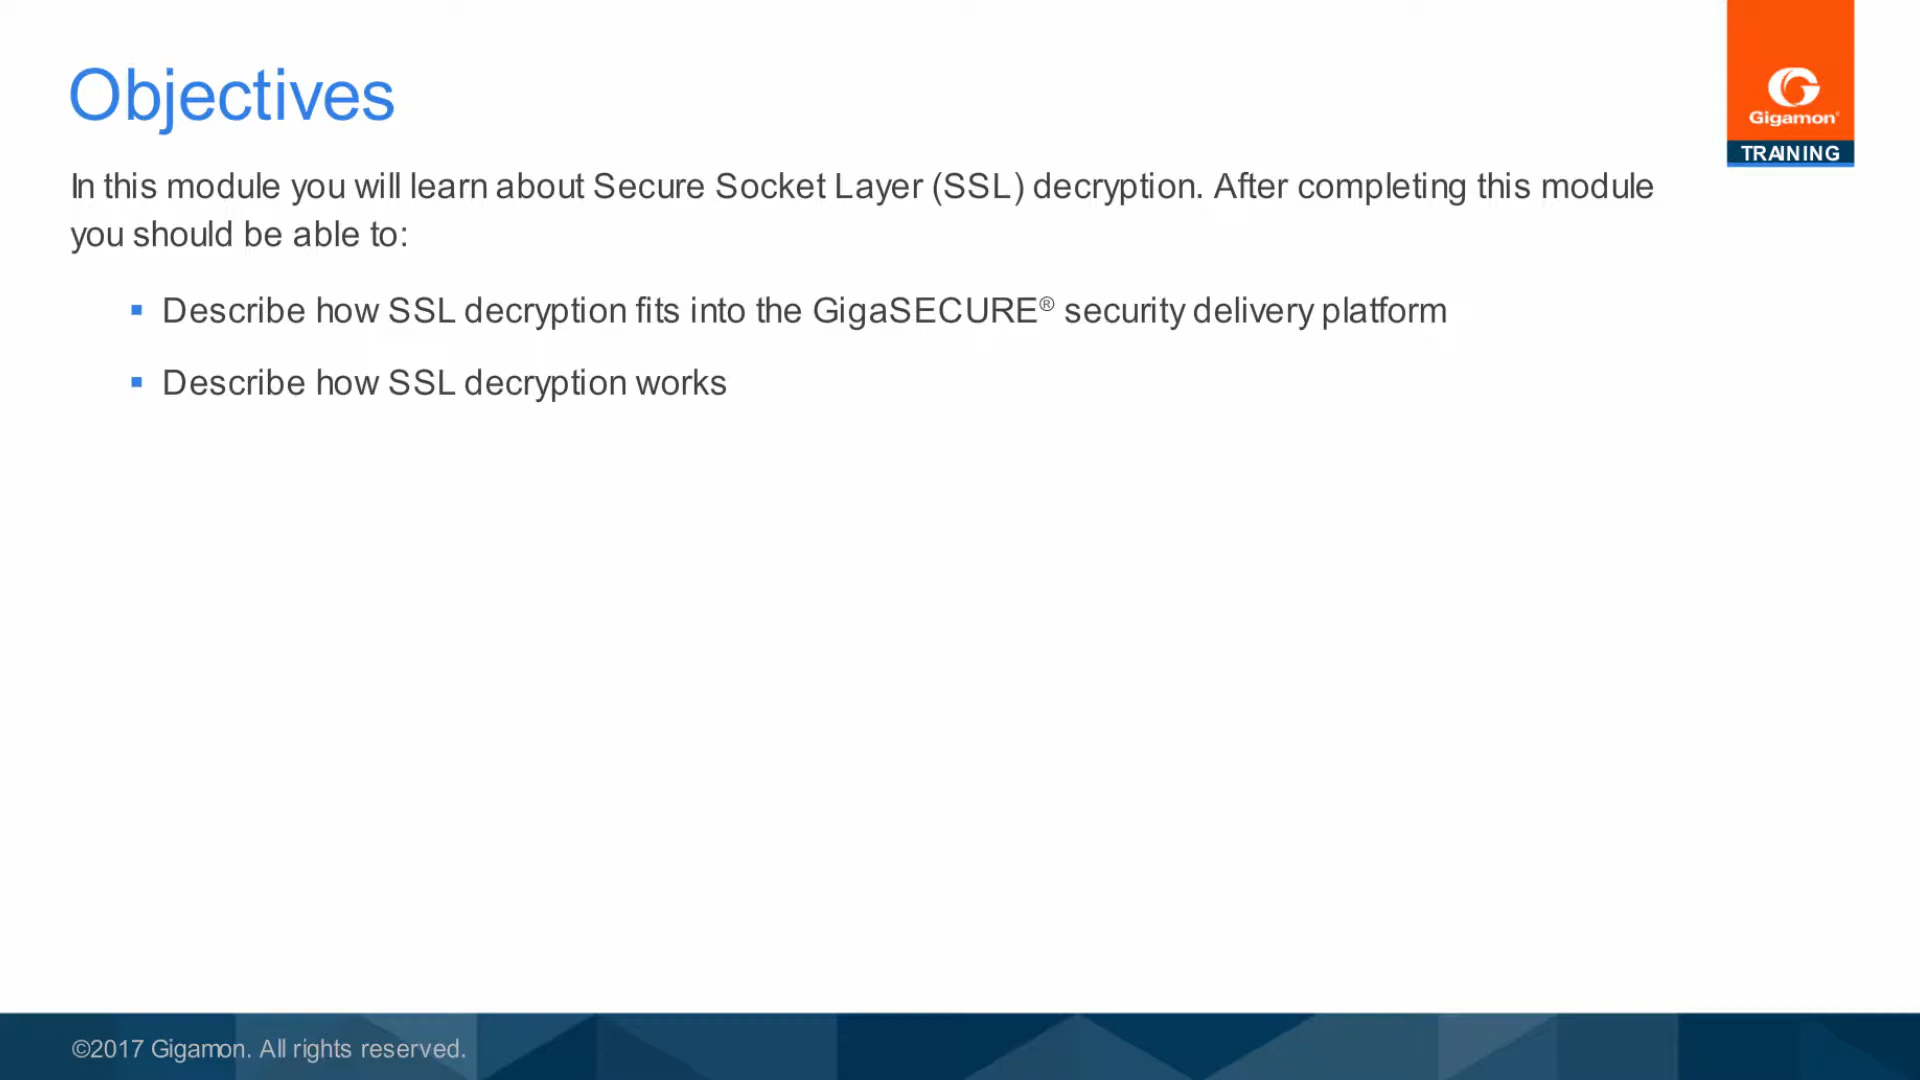 Objectives
Gigamon®
TRAINING
In this module you will learn about Secure Socket Layer (SSL) decryption. After completing this module
you should be able to:
▪ Describe how SSL decryption fits into the GigaSECURE® security delivery platform
▪ Describe how SSL decryption works
©2017 Gigamon. All rights reserved.